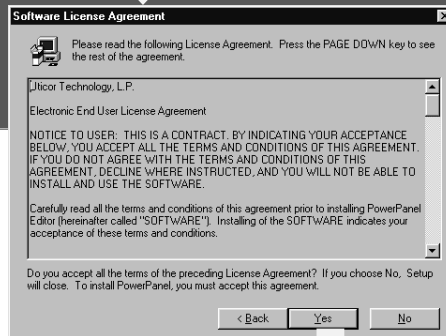 Software License Agreement
Please read the following License Agreement. Press the PAGE DOWN key to see
the rest of the agreement.
Uticor Technology, L.P.
Electronic End User License Agreement
NOTICE TO USER: THIS IS A CONTRACT. BY INDICATING YOUR ACCEPTANCE
BELOW, YOU ACCEPT ALL THE TERMS AND CONDITIONS OF THIS AGREEMENT.
IF YOU DO NOT AGREE WITH THE TERMS AND CONDITIONS OF THIS
AGREEMENT, DECLINE WHERE INSTRUCTED, AND YOU WILL NOT BE ABLE TO
INSTALL AND USE THE SOFTWARE.
Carefully read all the terms and conditions of this agreement prior to installing PowerPanel
Editor (hereinafter called "SOFTWARE"). Installing of the SOFTWARE indicates your
acceptance of these terms and conditions.
Do you accept all the terms of the preceding License Agreement? If you choose No, Setup
will close. To install PowerPanel, you must accept this agreement.
< Back
Yes
No